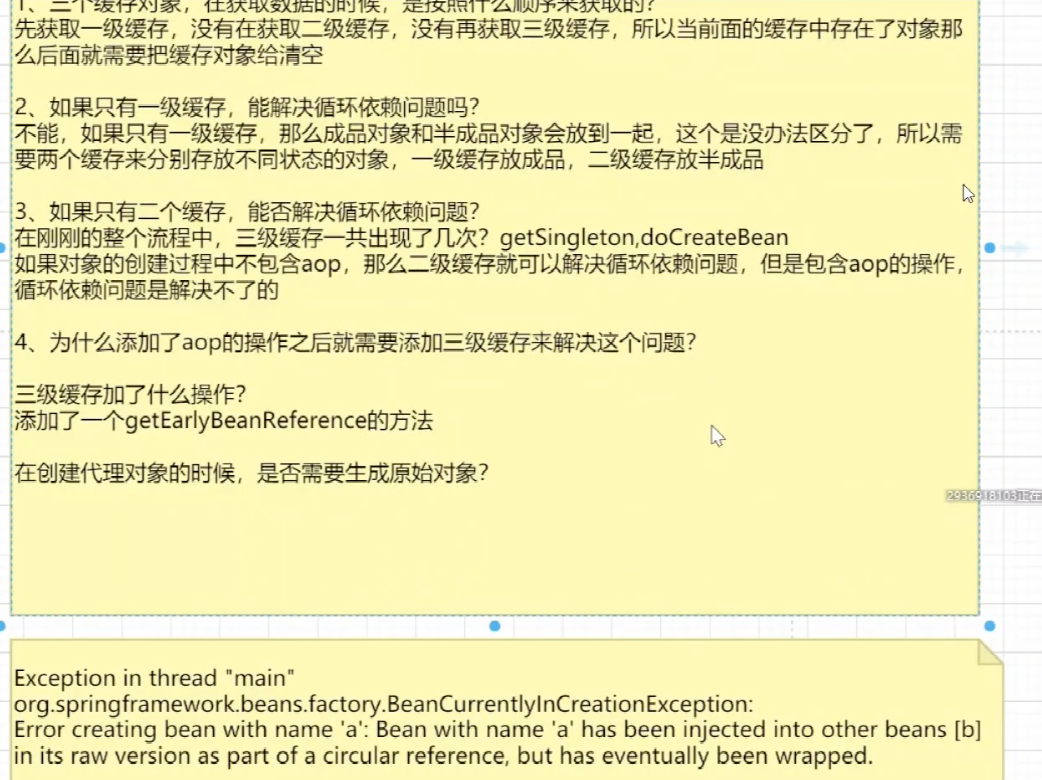 1、三个缓存对象，在获取数据的时候，是按照什么顺序来获取的？
先获取一级缓存，没有在获取二级缓存，没有再获取三级缓存，所以当前面的缓存中存在了对象那
么后面就需要把缓存对象给清空
2、如果只有一级缓存，能解决循环依赖问题吗？
不能，如果只有一级缓存，那么成品对象和半成品对象会放到一起，这个是没办法区分了，所以需
要两个缓存来分别存放不同状态的对象，一级缓存放成品，二级缓存放半成品
3、如果只有二个缓存，能否解决循环依赖问题？
在刚刚的整个流程中，三级缓存一共出现了几次？getSingleton,doCreateBean
如果对象的创建过程中不包含aop，那么二级缓存就可以解决循环依赖问题，但是包含aop的操作，
循环依赖问题是解决不了的
4、为什么添加了aop的操作之后就需要添加三级缓存来解决这个问题？
三级缓存加了什么操作？
添加了一个getEarlyBeanReference的方法
在创建代理对象的时候，是否需要生成原始对象？
2936918103正在
Exception in thread "main"
org.springframework.beans.factory.BeanCurrentlyInCreationException:
Error creating bean with name 'a': Bean with name 'a' has been injected into other beans [b]
in its raw version as part of a circular reference, but has eventually been wrapped.